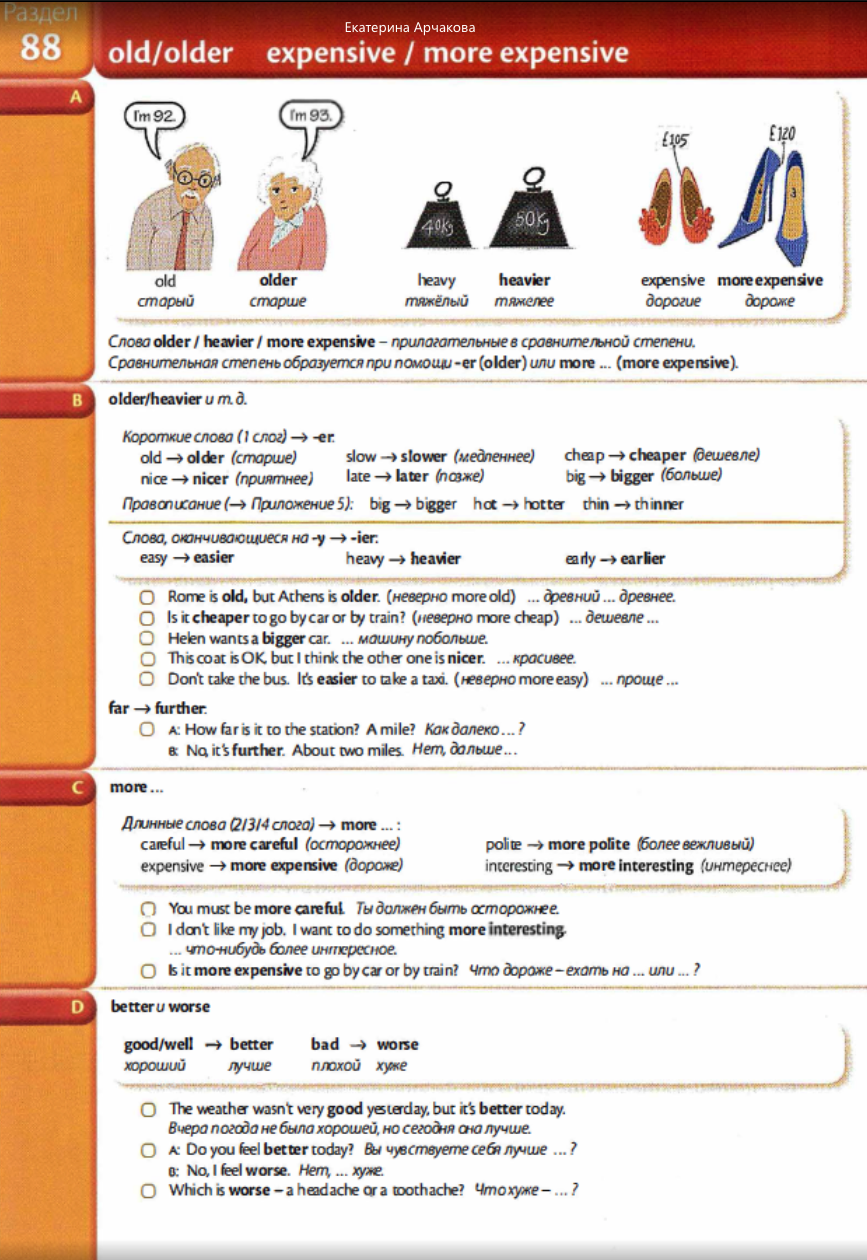 Раздел
88
Екатерина Арчакова
old/older expensive / more expensive
A
I'm 92.
I'm 93.
40kg
50kg
£105
£120
old older heavy heavier expensive more expensive
старый старше тяжёлый тяжелее дорогие дороже
Слова older / heavier / more expensive – прилагательные в сравнительной степени.
Сравнительная степень образуется при помощи -er (older) или more ... (more expensive).
B
older/heavier и т. д.
Короткие слова (1 слог) → -er:
old → older (старше) slow → slower (медленнее) cheap → cheaper (дешевле)
nice → nicer (приятнее) late → later (позже) big → bigger (больше)
Правописание (→ Приложение 5): big → bigger hot → hotter thin → thinner
Слова, оканчивающиеся на -y → -ier:
easy → easier heavy → heavier early → earlier
Rome is old, but Athens is older. (неверно more old) ... древний ... древнее.
Is it cheaper to go by car or by train? (неверно more cheap) ... дешевле ...
Helen wants a bigger car. ... машину побольше.
This coat is OK, but I think the other one is nicer. ... красивее.
Don't take the bus. It's easier to take a taxi. (неверно more easy) ... проще ...
far → further:
A: How far is it to the station? A mile? Как далеко ... ?
B: No, it's further. About two miles. Нет, дальше ...
C
more ...
Длинные слова (2/3/4 слога) → more ... :
careful → more careful (осторожнее) polite → more polite (более вежливый)
expensive → more expensive (дороже) interesting → more interesting (интереснее)
You must be more careful. Ты должен быть осторожнее.
I don't like my job. I want to do something more interesting.
... что-нибудь более интересное.
Is it more expensive to go by car or by train? Что дороже – ехать на ... или ... ?
D
better и worse
good/well → better bad → worse
хороший лучше плохой хуже
The weather wasn't very good yesterday, but it's better today.
Вчера погода не была хорошей, но сегодня она лучше.
A: Do you feel better today? Вы чувствуете себя лучше ... ?
B: No, I feel worse. Нет, ... хуже.
Which is worse – a headache or a toothache? Что хуже – ... ?